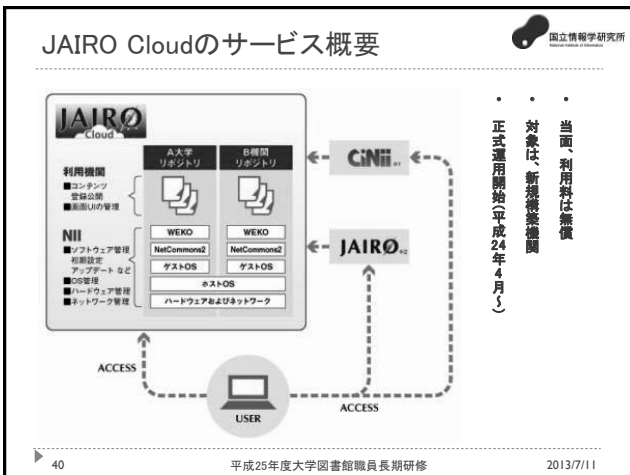 JAIRO Cloudのサービス概要
国立情報学研究所
National Institute of Informatics
・ 当面、利用料は無償
・ 対象は、新規構築機関
・ 正式運用開始(平成24年4月～)
JAIRO
Cloud
A大学
リポジトリ
B機関
リポジトリ
利用機関
■コンテンツ
登録公開
■画面UIの管理
NII
■ソフトウェア管理
初期設定
アップデート など
■OS管理
■ハードウェア管理
■ネットワーク管理
WEKO
WEKO
NetCommons2
NetCommons2
ゲストOS
ゲストOS
ホストOS
ハードウェアおよびネットワーク
CiNii ※1
JAIRO ※2
ACCESS
USER
ACCESS
40
平成25年度大学図書館職員長期研修
2013/7/11